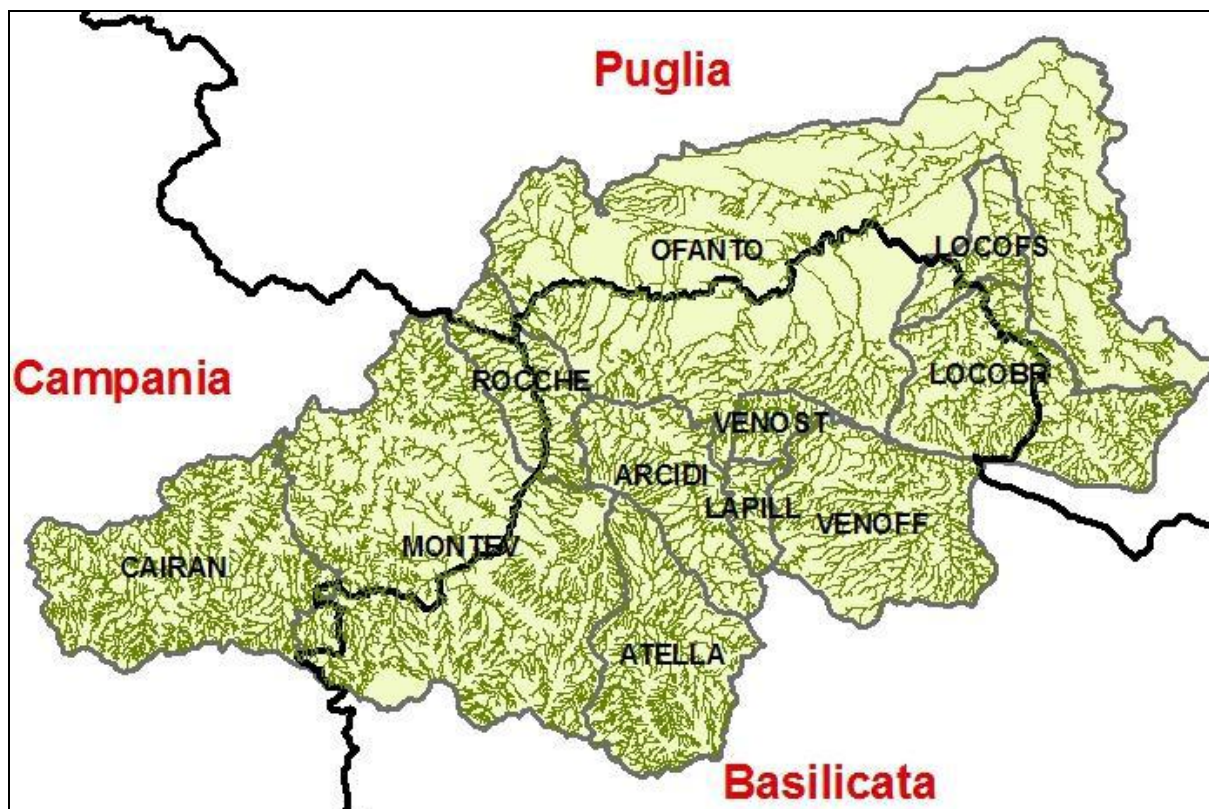 Puglia
OFANTO
LOCOFS
Campania
ROCCHE
LOCOBR
VENOST
ARCIDI
LAPILL
VENOFF
MONTEV
CAIRAN
ATELLA
Basilicata